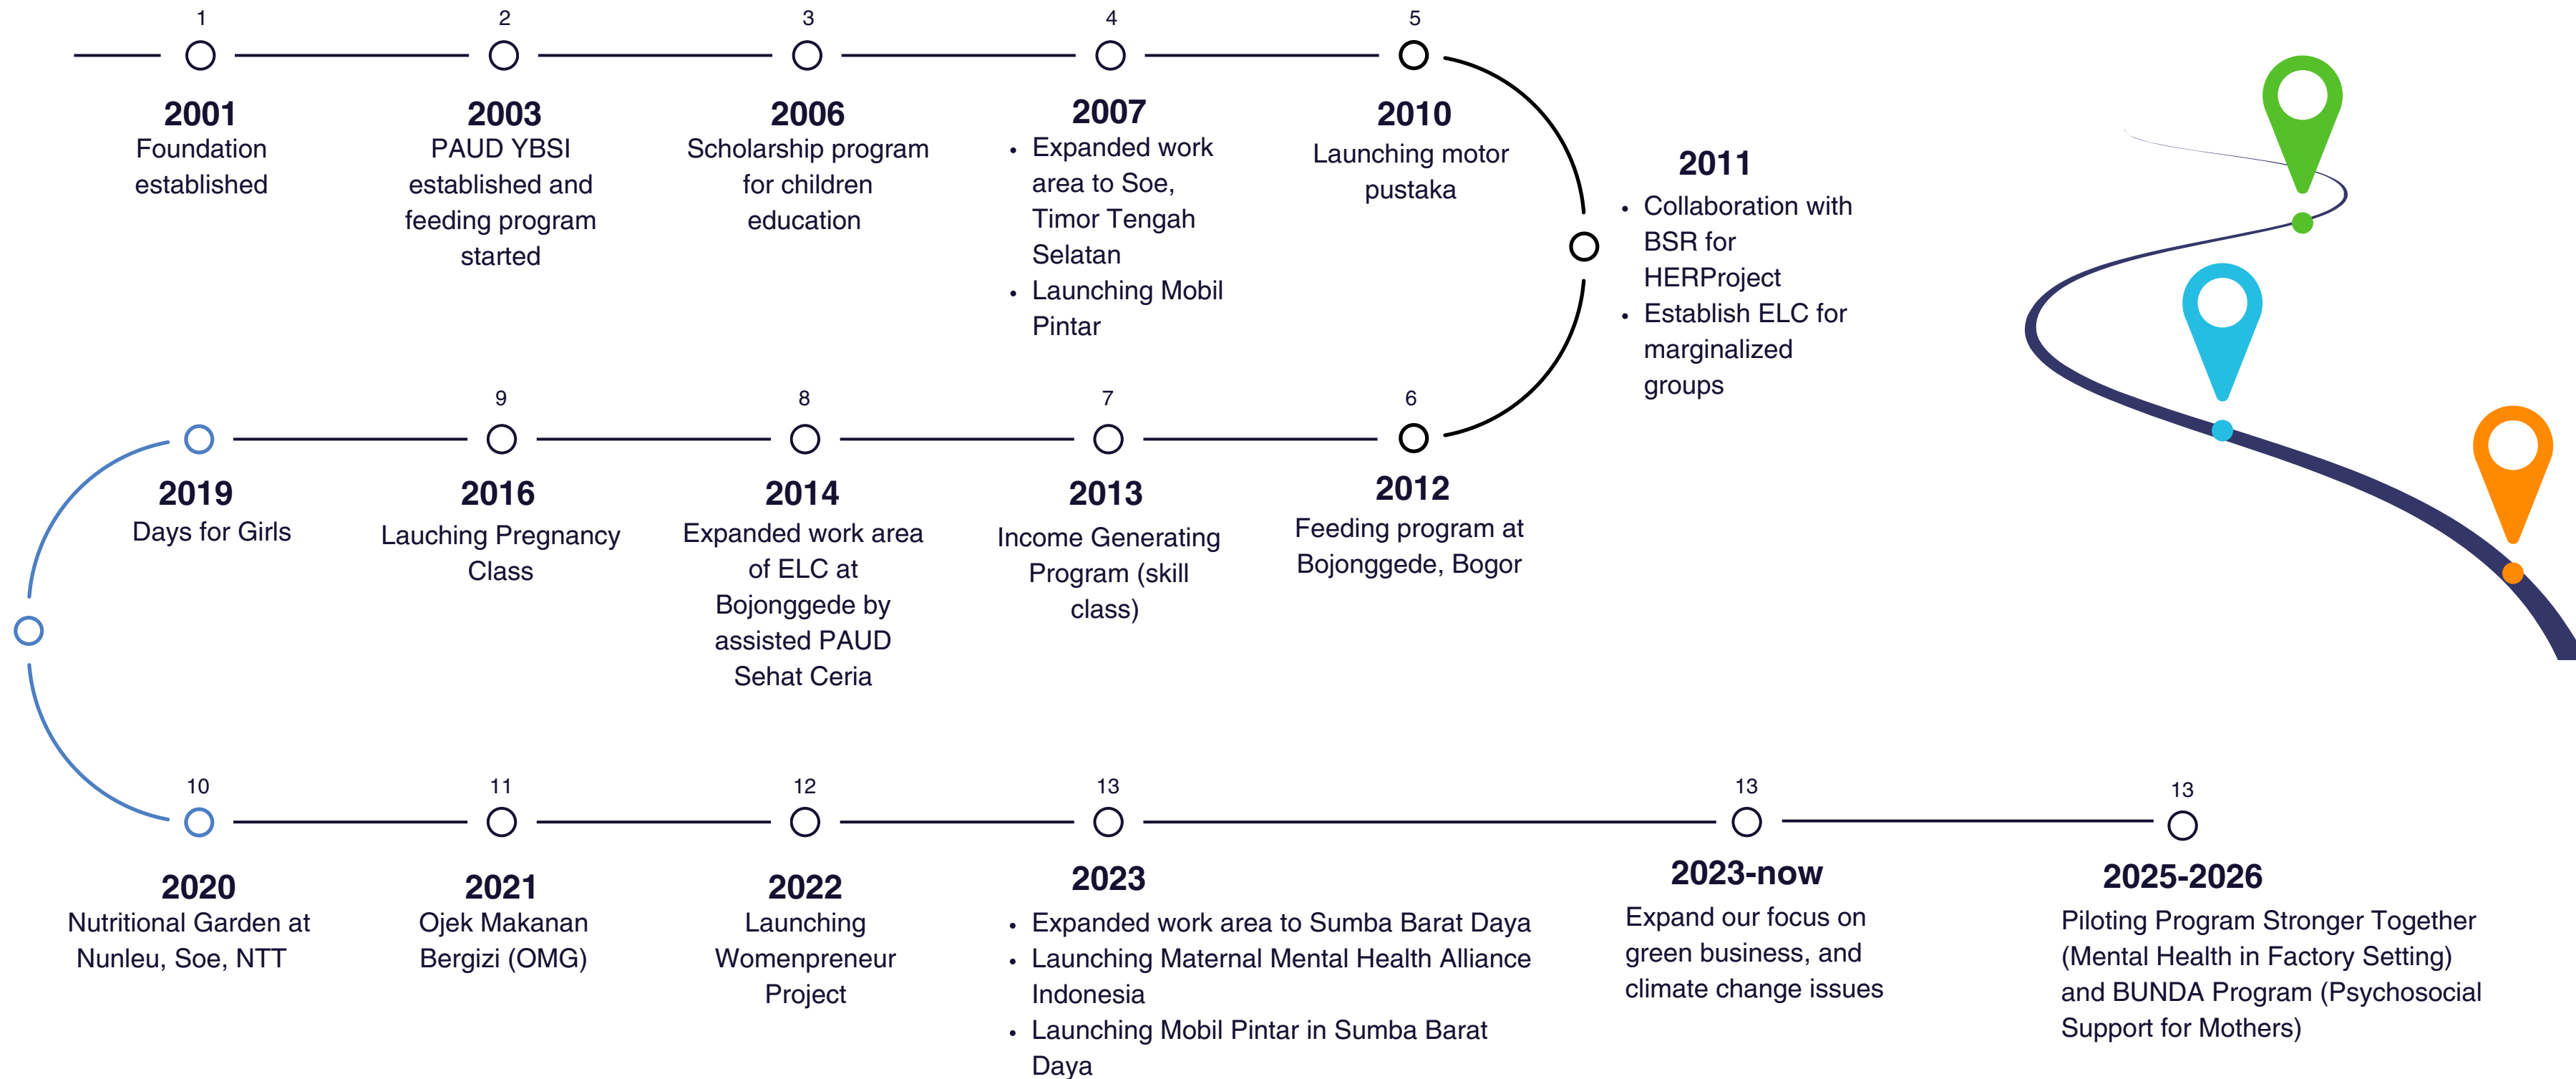 1
2001
Foundation
established
2
2003
PAUD YBSI
established and
feeding program
started
3
2006
Scholarship program
for children
education
4
2007
• Expanded work
area to Soe,
Timor Tengah
Selatan
• Launching Mobil
Pintar
5
2010
Launching motor
pustaka
2011
• Collaboration with
BSR for
HERProject
• Establish ELC for
marginalized
groups
6
2012
Feeding program at
Bojonggede, Bogor
7
2013
Income Generating
Program (skill
class)
8
2014
Expanded work area
of ELC at
Bojonggede by
assisted PAUD
Sehat Ceria
9
2016
Lauching Pregnancy
Class
2019
Days for Girls
10
2020
Nutritional Garden at
Nunleu, Soe, NTT
11
2021
Ojek Makanan
Bergizi (OMG)
12
2022
Launching
Womenpreneur
Project
13
2023
• Expanded work area to Sumba Barat Daya
• Launching Maternal Mental Health Alliance
Indonesia
• Launching Mobil Pintar in Sumba Barat
Daya
13
2023-now
Expand our focus on
green business, and
climate change issues
13
2025-2026
Piloting Program Stronger Together
(Mental Health in Factory Setting)
and BUNDA Program (Psychosocial
Support for Mothers)